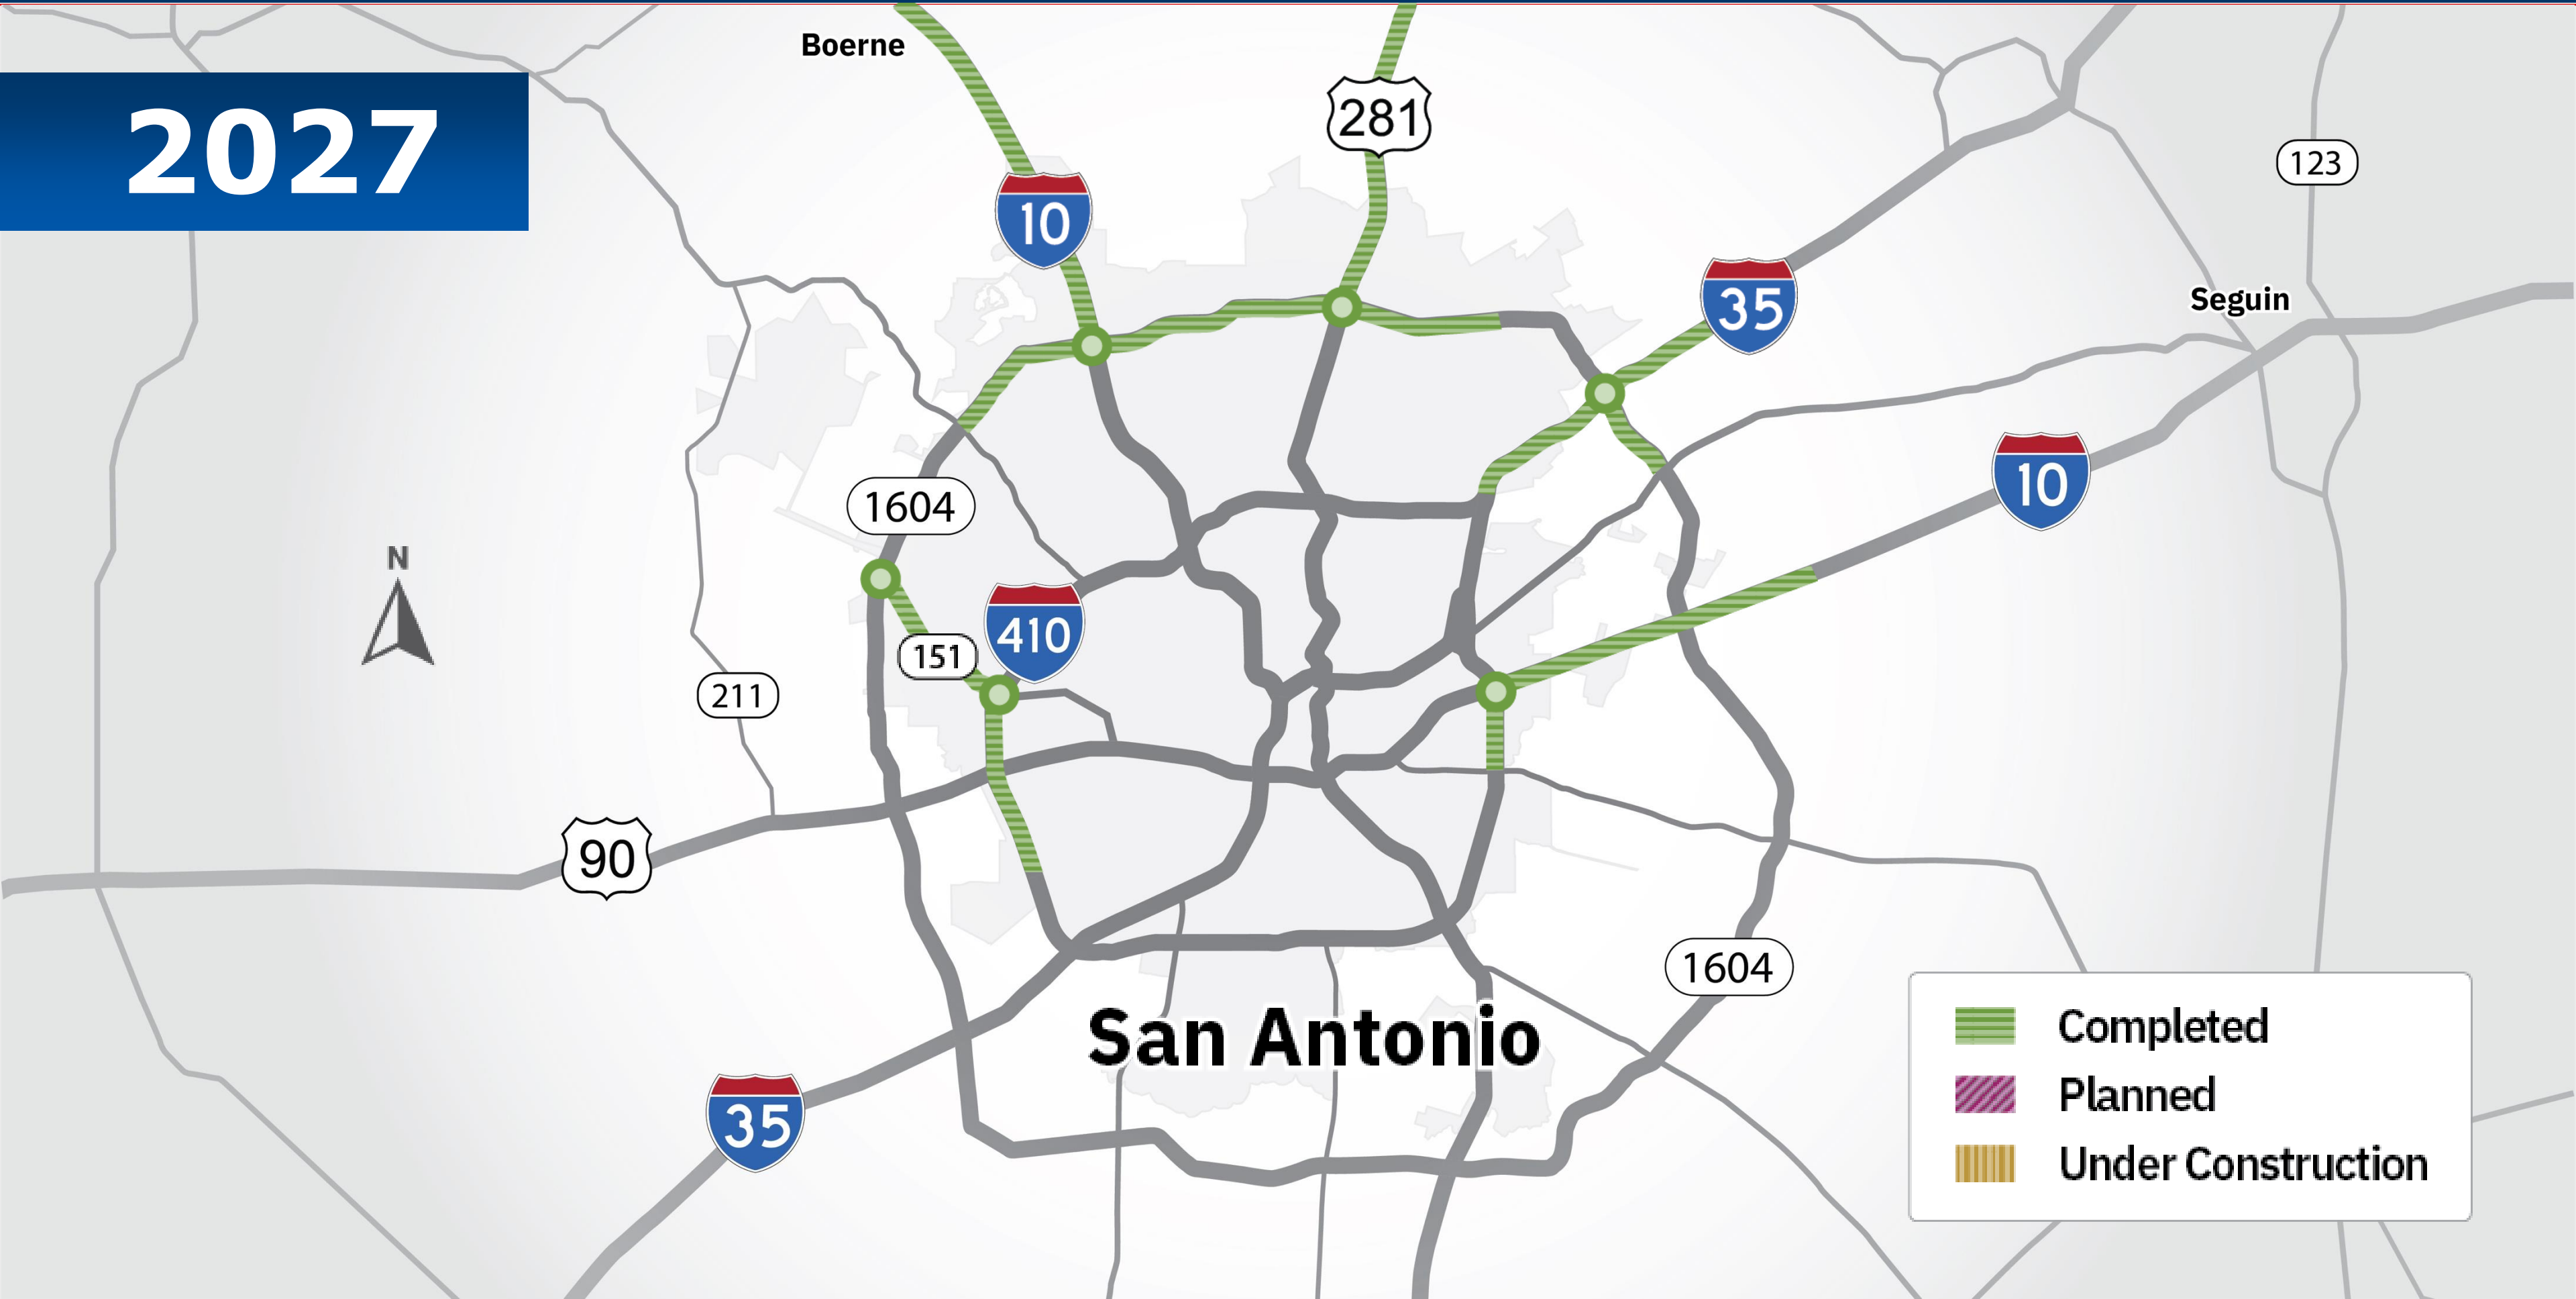 Boerne
281
2027
123
10
35
Seguin
10
1604
N
410
151
211
90
1604
San Antonio
Completed
Planned
Under Construction
35